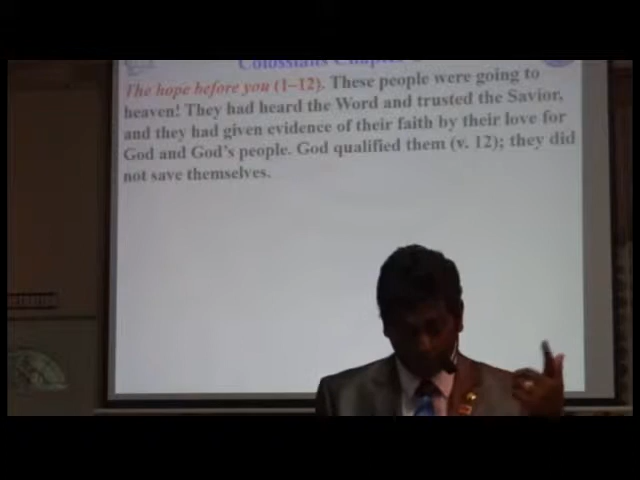 Colossians Chapter
The hope before you (1–12). These people were going to
heaven! They had heard the Word and trusted the Savior,
and they had given evidence of their faith by their love for
God and God's people. God qualified them (v. 12); they did
not save themselves.